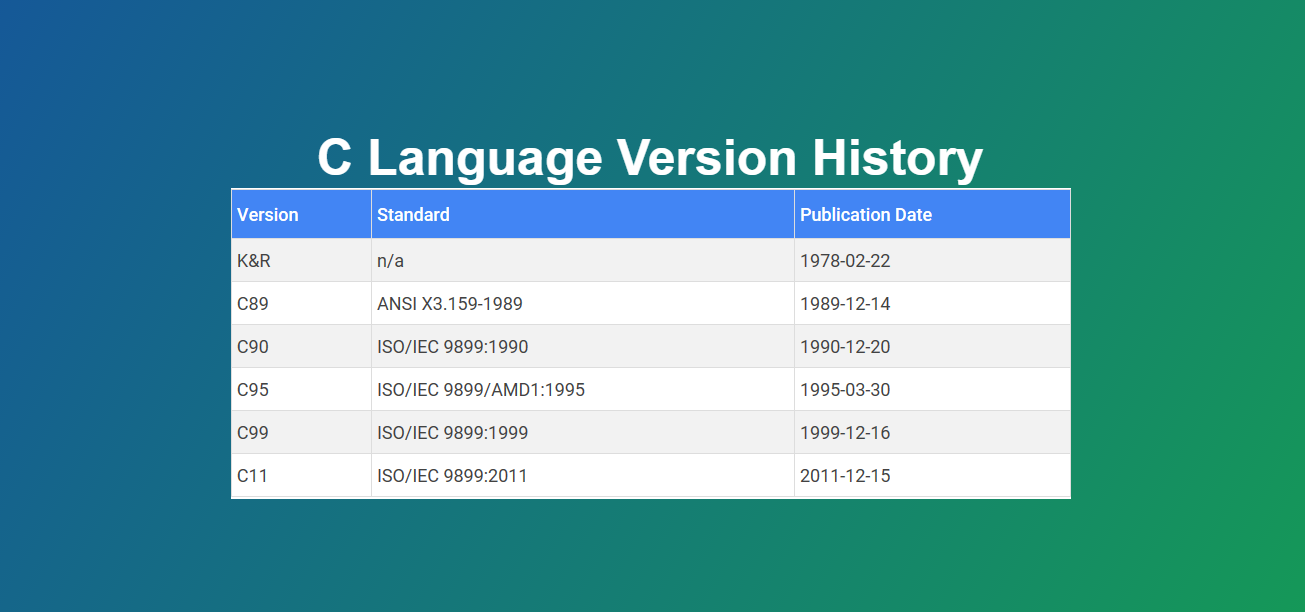 C Language Version History
Version Standard Publication Date
K&R n/a 1978-02-22
C89 ANSI X3.159-1989 1989-12-14
C90 ISO/IEC 9899:1990 1990-12-20
C95 ISO/IEC 9899/AMD1:1995 1995-03-30
C99 ISO/IEC 9899:1999 1999-12-16
C11 ISO/IEC 9899:2011 2011-12-15